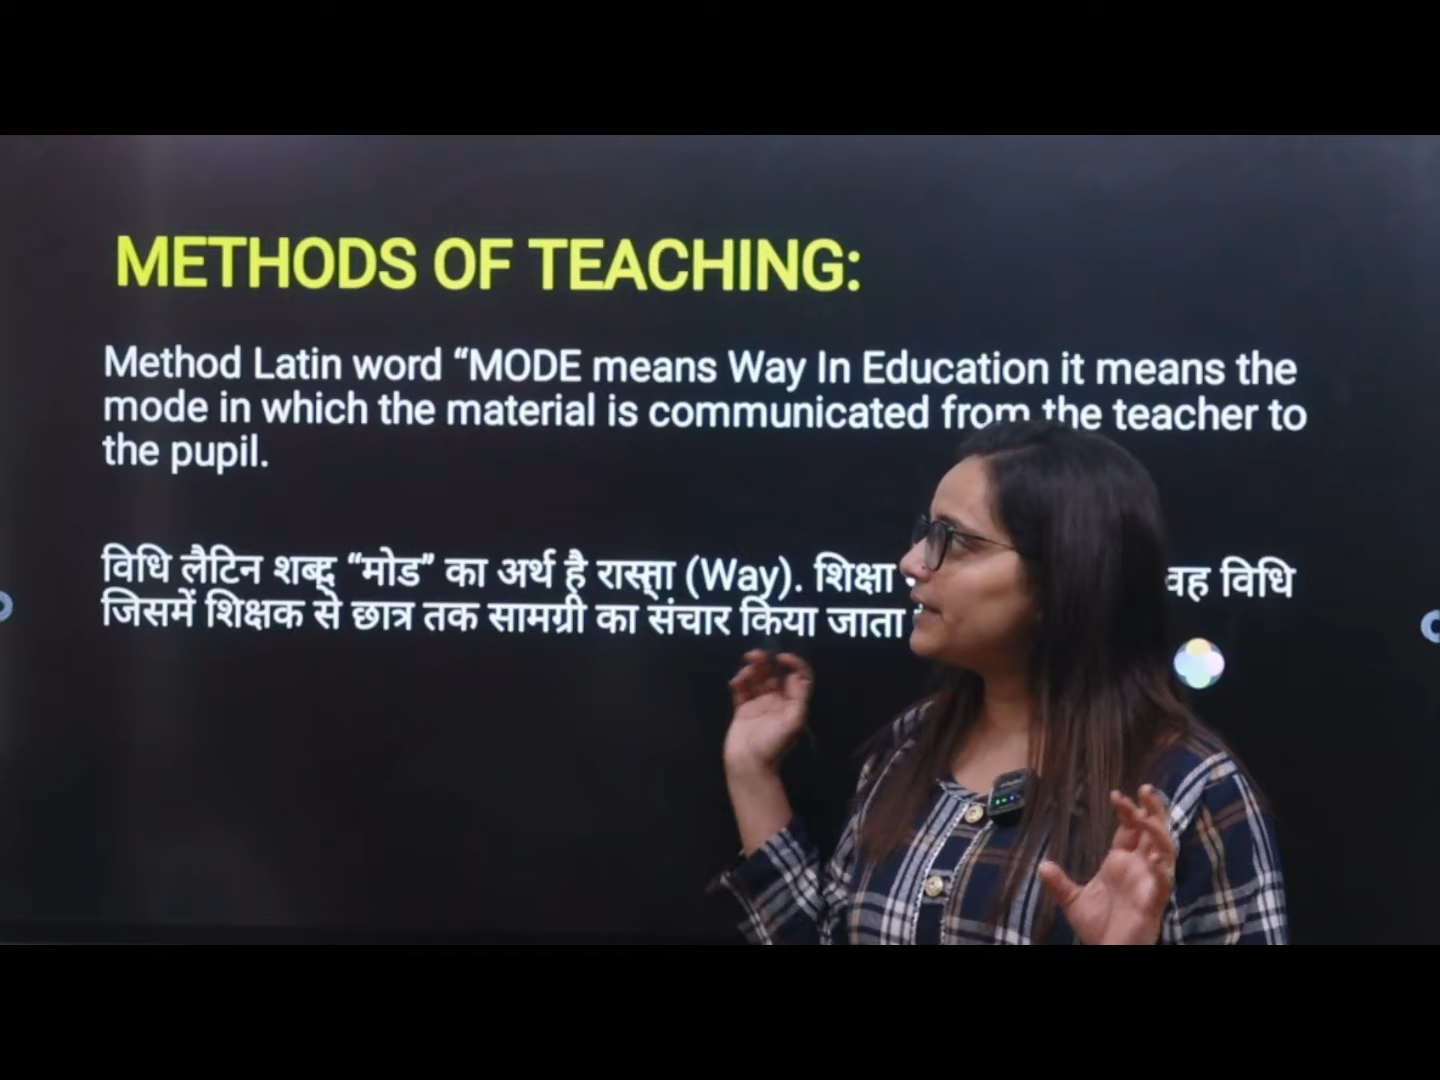 METHODS OF TEACHING:
Method Latin word “MODE means Way In Education it means the
mode in which the material is communicated from the teacher to
the pupil.
विधि लैटिन शब्द “मोड” का अर्थ है रास्ता (Way). शिक्षा वह विधि
जिसमें शिक्षक से छात्र तक सामग्री का संचार किया जाता